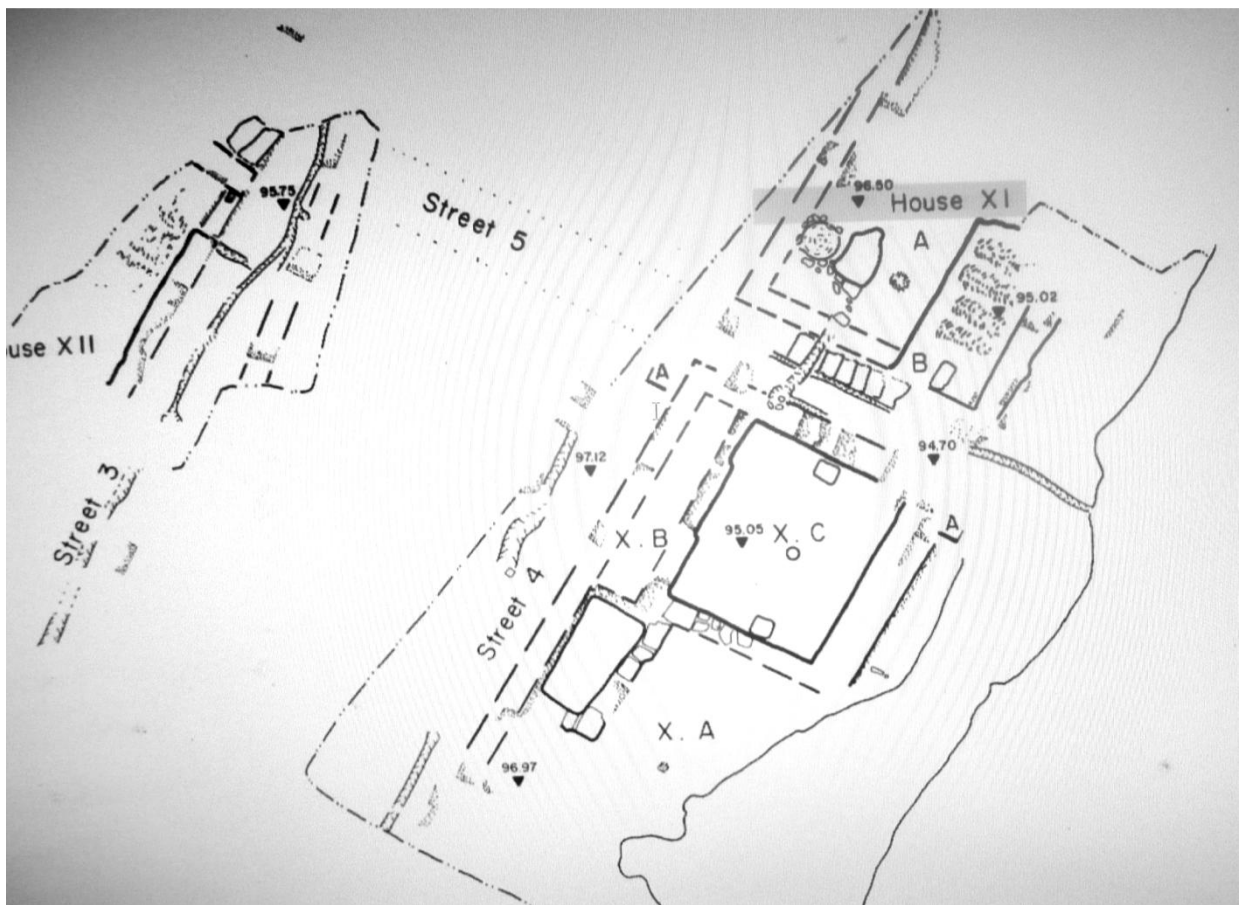 95.75
Street 5
96.50
House XI
A
95.02
B
ouse XII
A
97.12
94.70
Street 3
95.05
X. C
A
X. B
Street 4
X. A
96.97